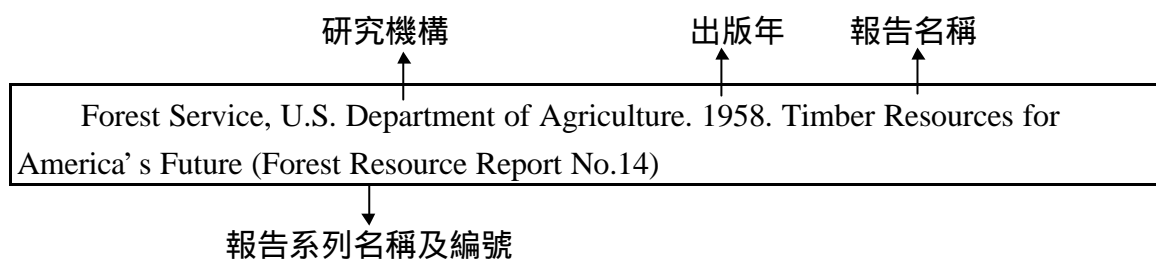 研究機構 出版年 報告名稱
Forest Service, U.S. Department of Agriculture. 1958. Timber Resources for
America’ s Future (Forest Resource Report No.14)
報告系列名稱及編號